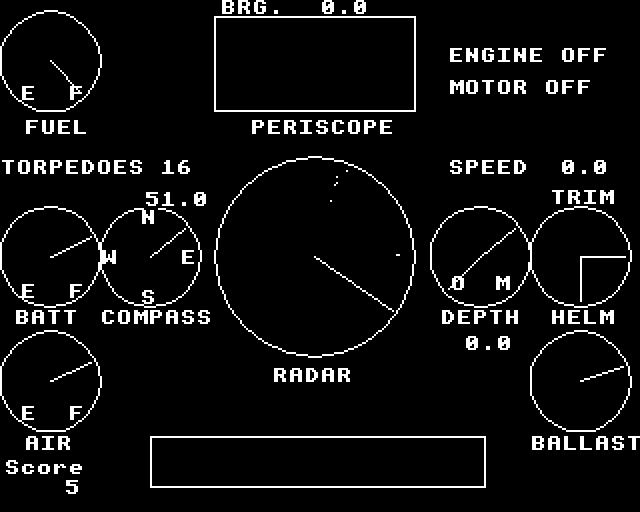 BRG. 0.0
ENGINE OFF
MOTOR OFF
E F
FUEL
PERISCOPE
TORPEDOES 16
SPEED 0.0
51.0
TRIM
N
W E
S
E F
O M
BATT
COMPASS
DEPTH
HELM
0.0
RADAR
E F
AIR
BALLAST
Score
5